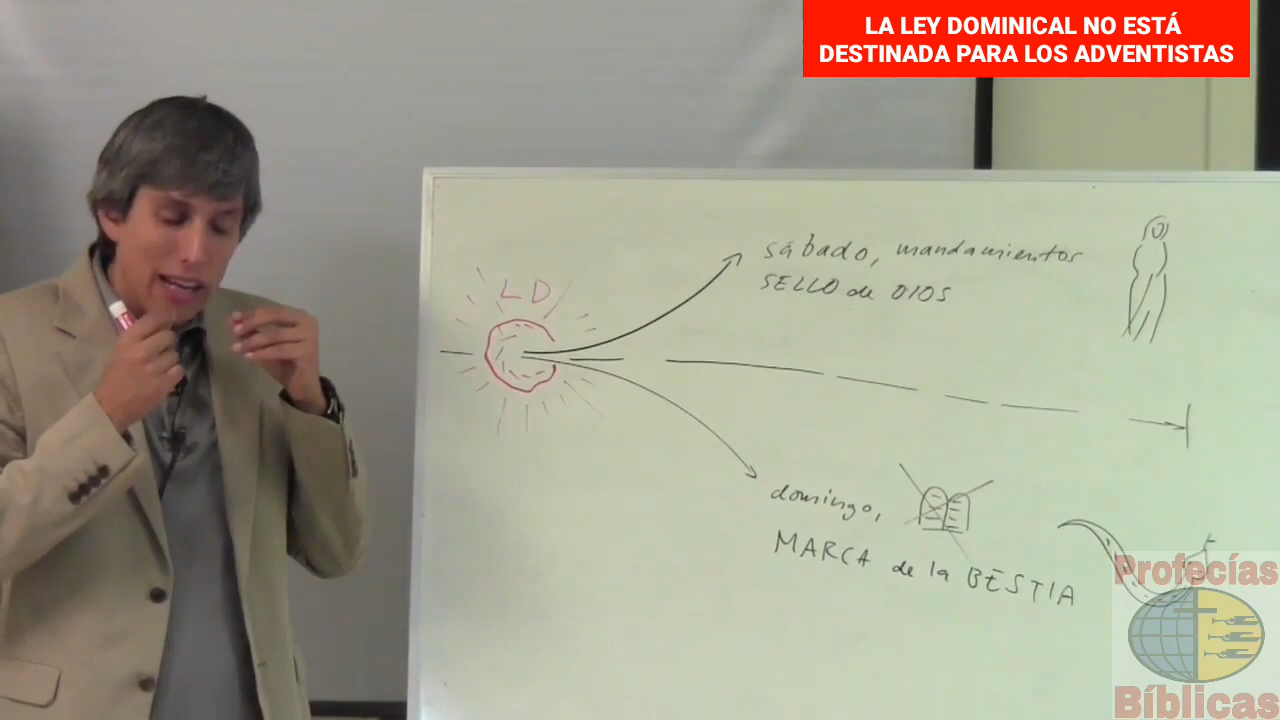 LA LEY DOMINICAL NO ESTÁ
DESTINADA PARA LOS ADVENTISTAS
LD
sábado, mandamientos
SELLO de DIOS
domingo,
MARCA de la BESTIA
Profecías
Bíblicas